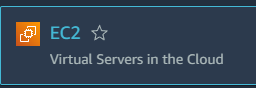 EC2
Virtual Servers in the Cloud